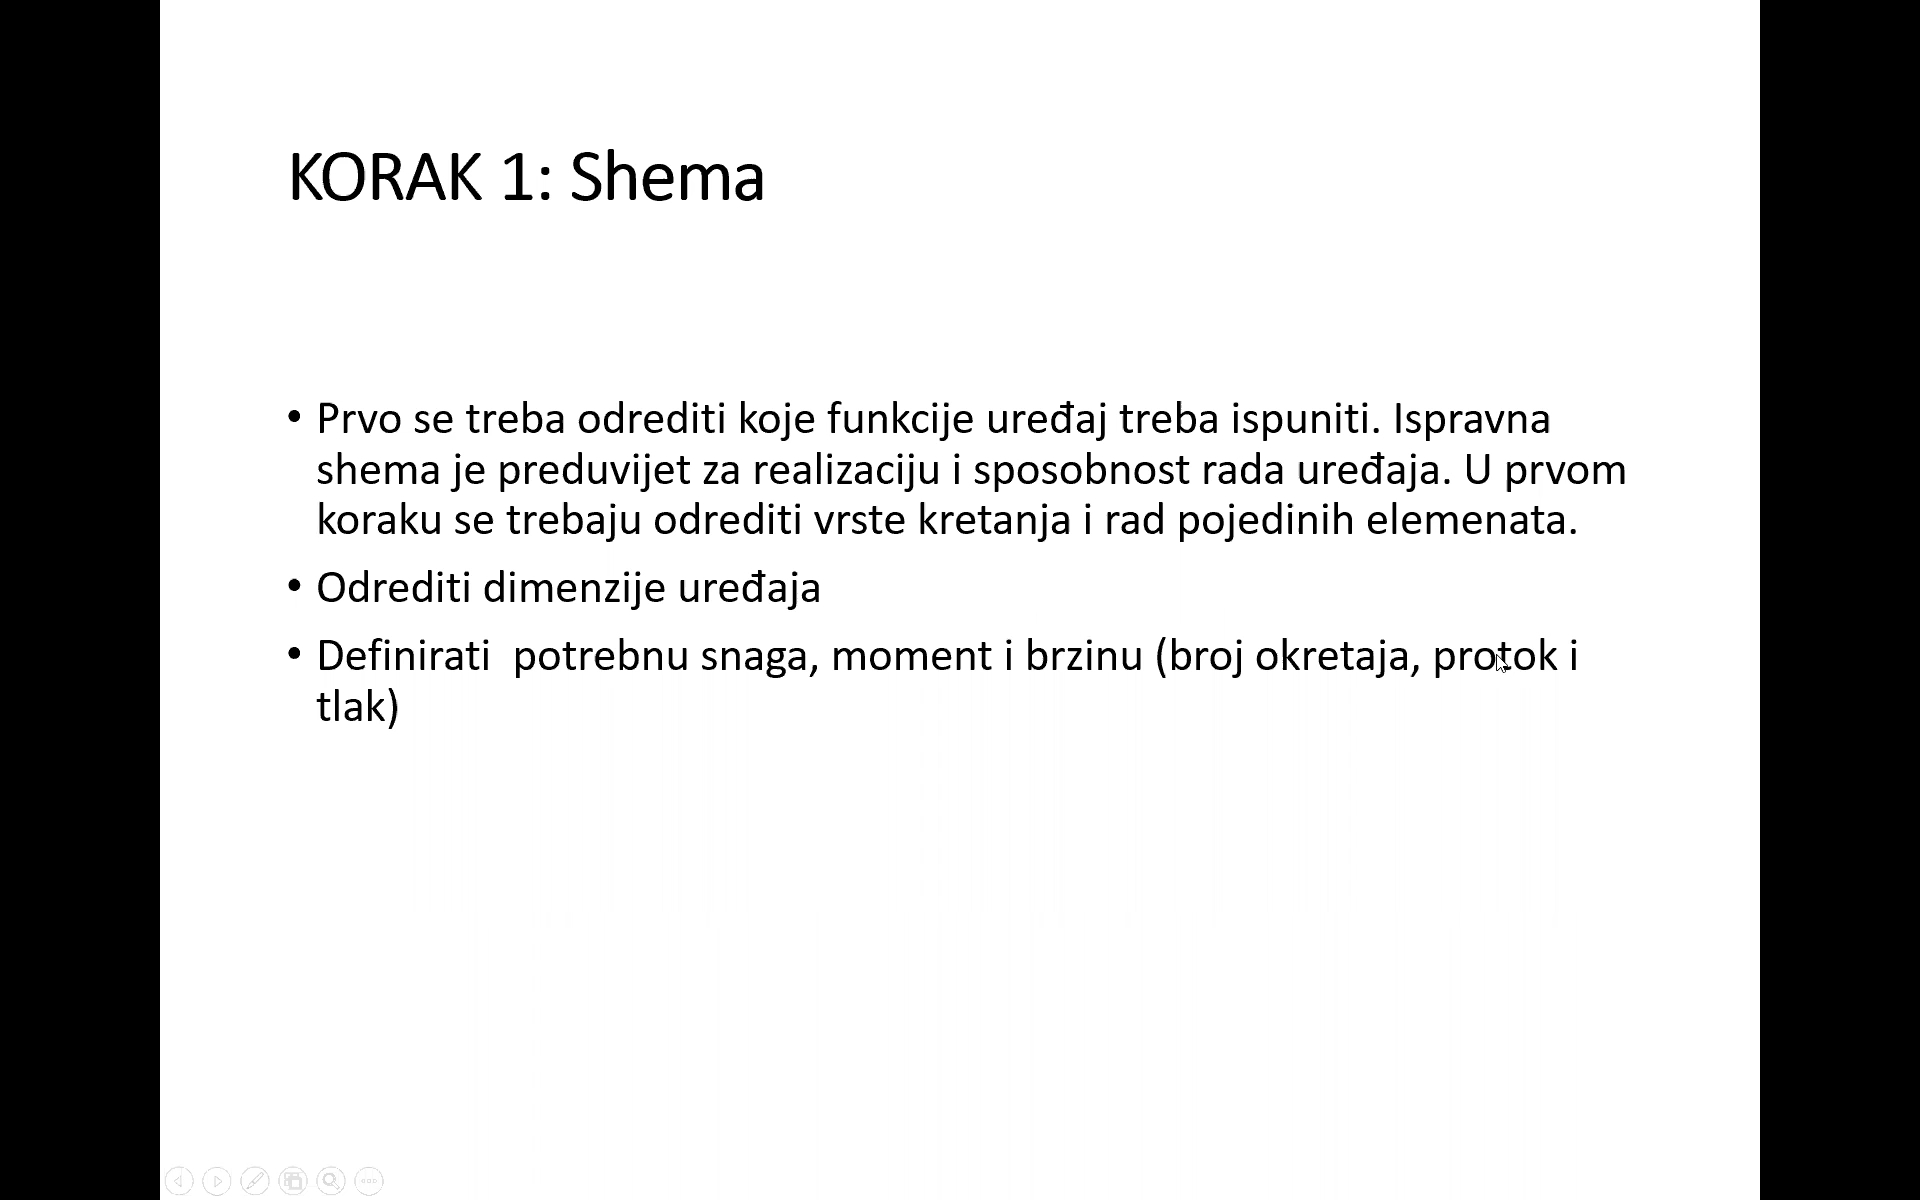 KORAK 1: Shema
• Prvo se treba odrediti koje funkcije uređaj treba ispuniti. Ispravna
shema je preduvijet za realizaciju i sposobnost rada uređaja. U prvom
koraku se trebaju odrediti vrste kretanja i rad pojedinih elemenata.
• Odrediti dimenzije uređaja
• Definirati  potrebnu snaga, moment i brzinu (broj okretaja, protok i
tlak)